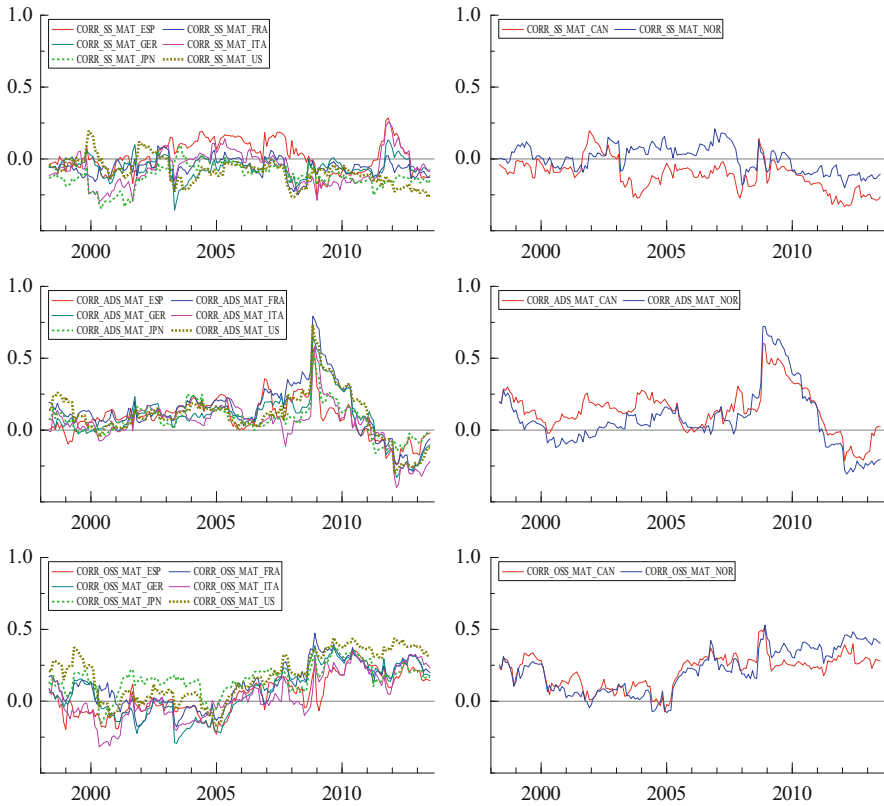 1.0
CORR_SS_MAT_ESP CORR_SS_MAT_FRA
CORR_SS_MAT_GER CORR_SS_MAT_ITA
CORR_SS_MAT_JPN CORR_SS_MAT_US
0.5
0.0
2000 2005 2010
1.0
CORR_SS_MAT_CAN CORR_SS_MAT_NOR
0.5
0.0
2000 2005 2010
1.0
CORR_ADS_MAT_ESP CORR_ADS_MAT_FRA
CORR_ADS_MAT_GER CORR_ADS_MAT_ITA
CORR_ADS_MAT_JPN CORR_ADS_MAT_US
0.5
0.0
2000 2005 2010
1.0
CORR_ADS_MAT_CAN CORR_ADS_MAT_NOR
0.5
0.0
2000 2005 2010
1.0
CORR_OSS_MAT_ESP CORR_OSS_MAT_FRA
CORR_OSS_MAT_GER CORR_OSS_MAT_ITA
CORR_OSS_MAT_JPN CORR_OSS_MAT_US
0.5
0.0
2000 2005 2010
1.0
CORR_OSS_MAT_CAN CORR_OSS_MAT_NOR
0.5
0.0
2000 2005 2010